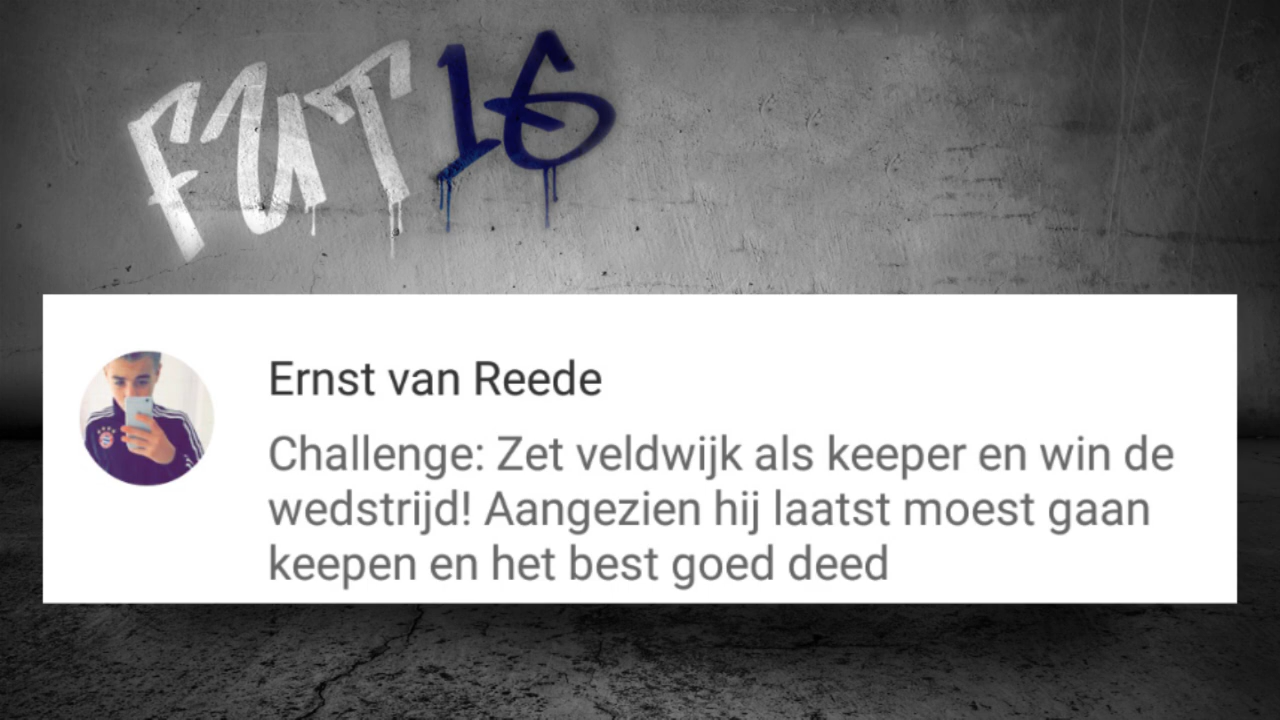 FUT 16
Ernst van Reede
Challenge: Zet veldwijk als keeper en win de
wedstrijd! Aangezien hij laatst moest gaan
keepen en het best goed deed